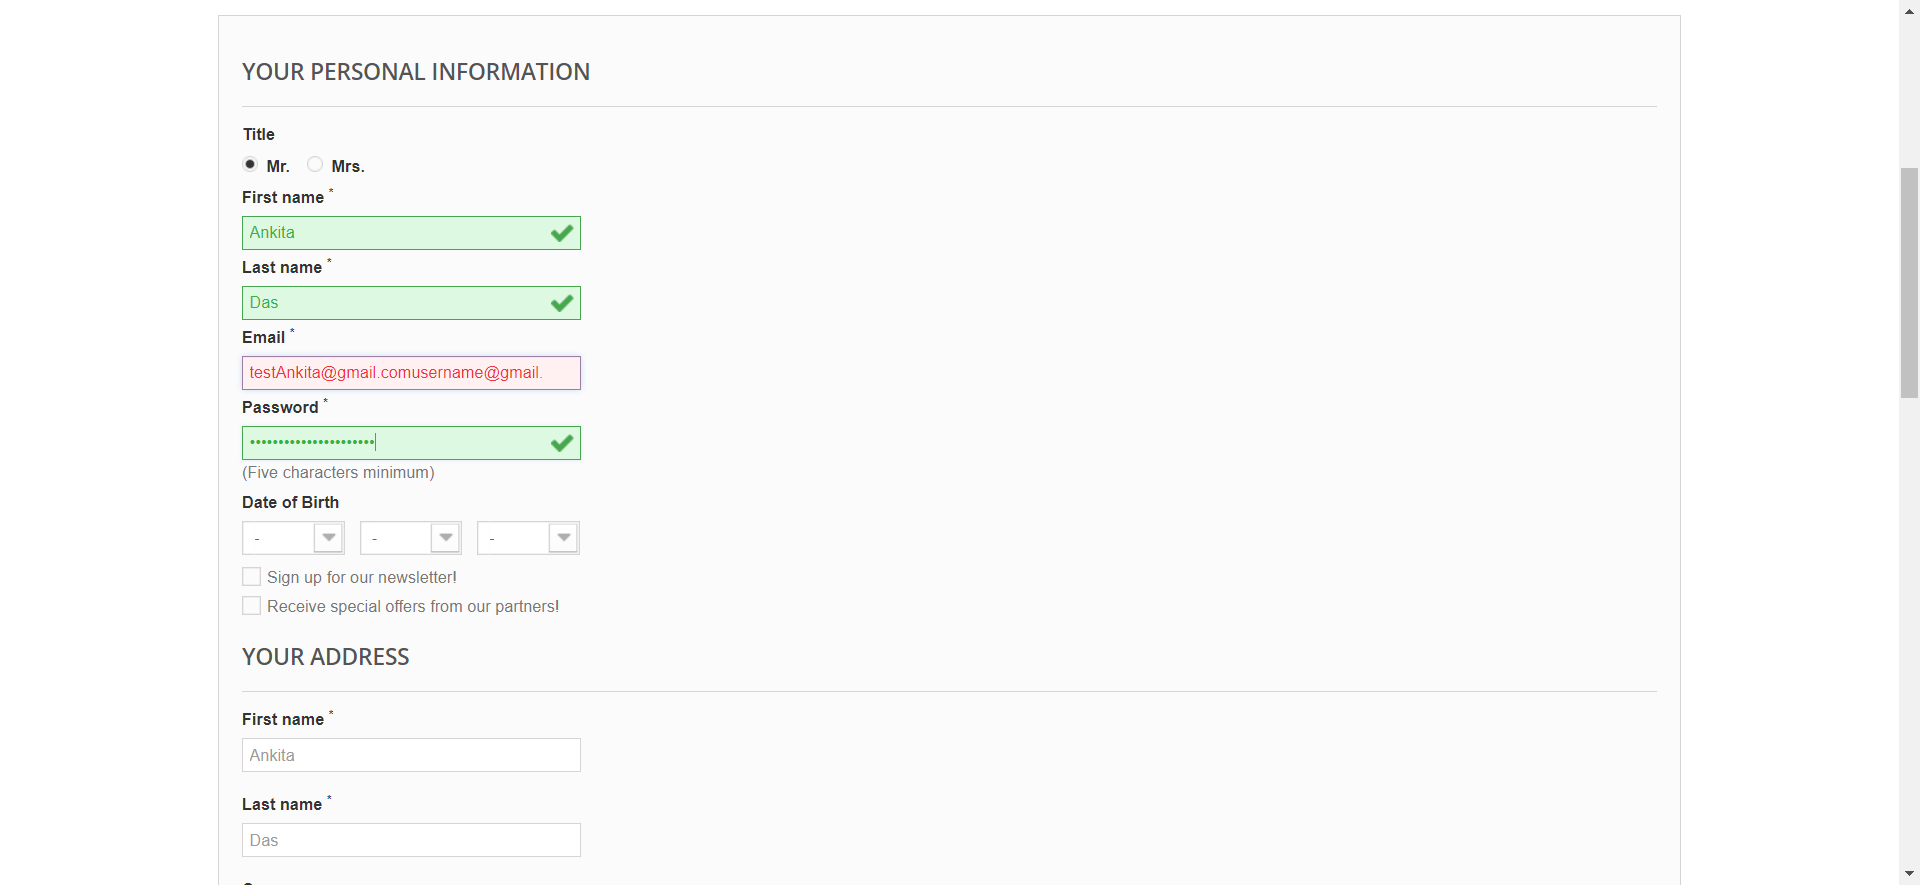 YOUR PERSONAL INFORMATION
Title
Mr. Mrs.
First name *
Ankita
Last name *
Das
Email *
testAnkita@gmail.comusername@gmail.
Password *
••••••••••••••••••••••
(Five characters minimum)
Date of Birth
- - -
Sign up for our newsletter!
Receive special offers from our partners!
YOUR ADDRESS
First name *
Ankita
Last name *
Das